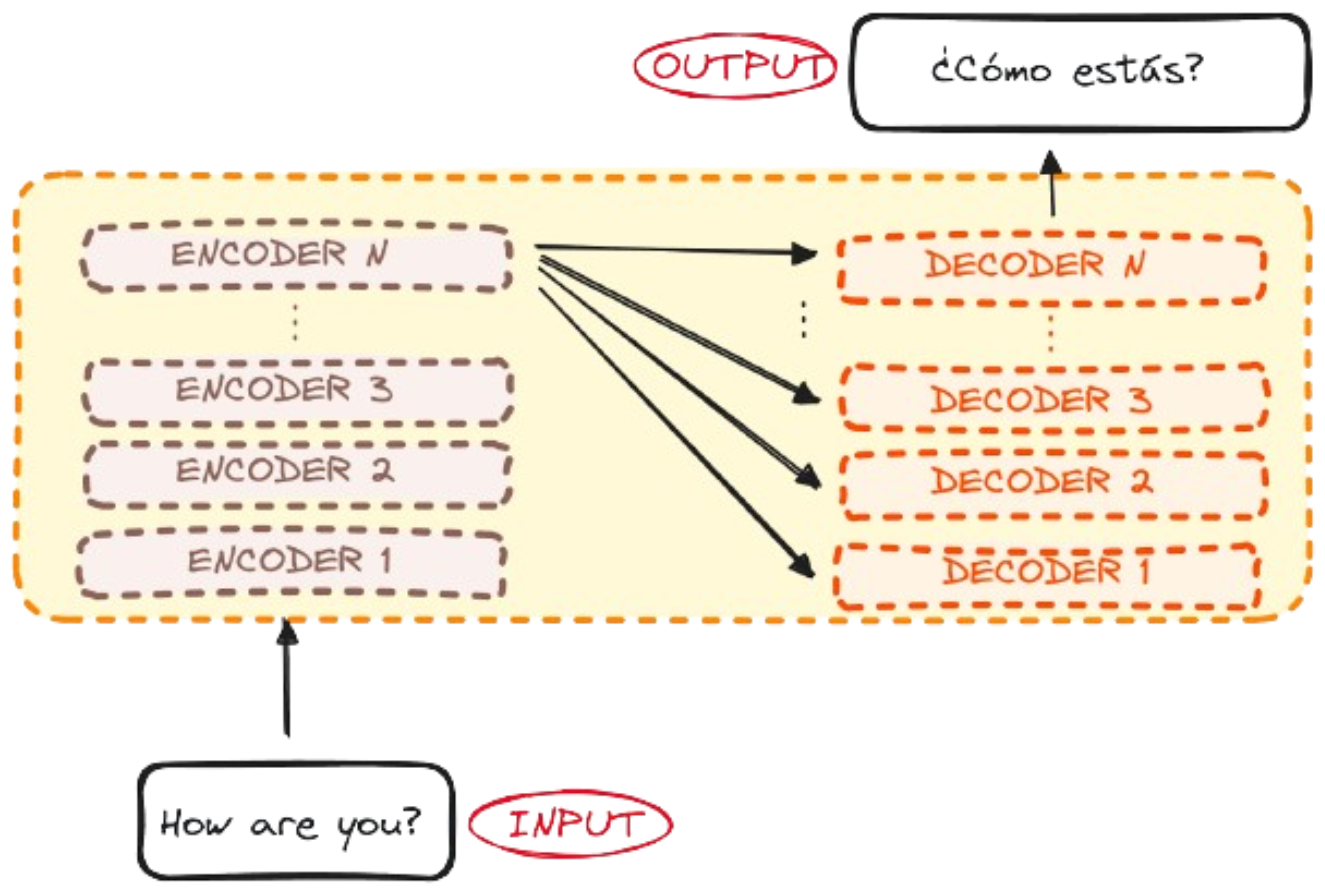 OUTPUT
¿Cómo estás?
ENCODER N
DECODER N
ENCODER 3
DECODER 3
ENCODER 2
DECODER 2
ENCODER 1
DECODER 1
How are you?
INPUT